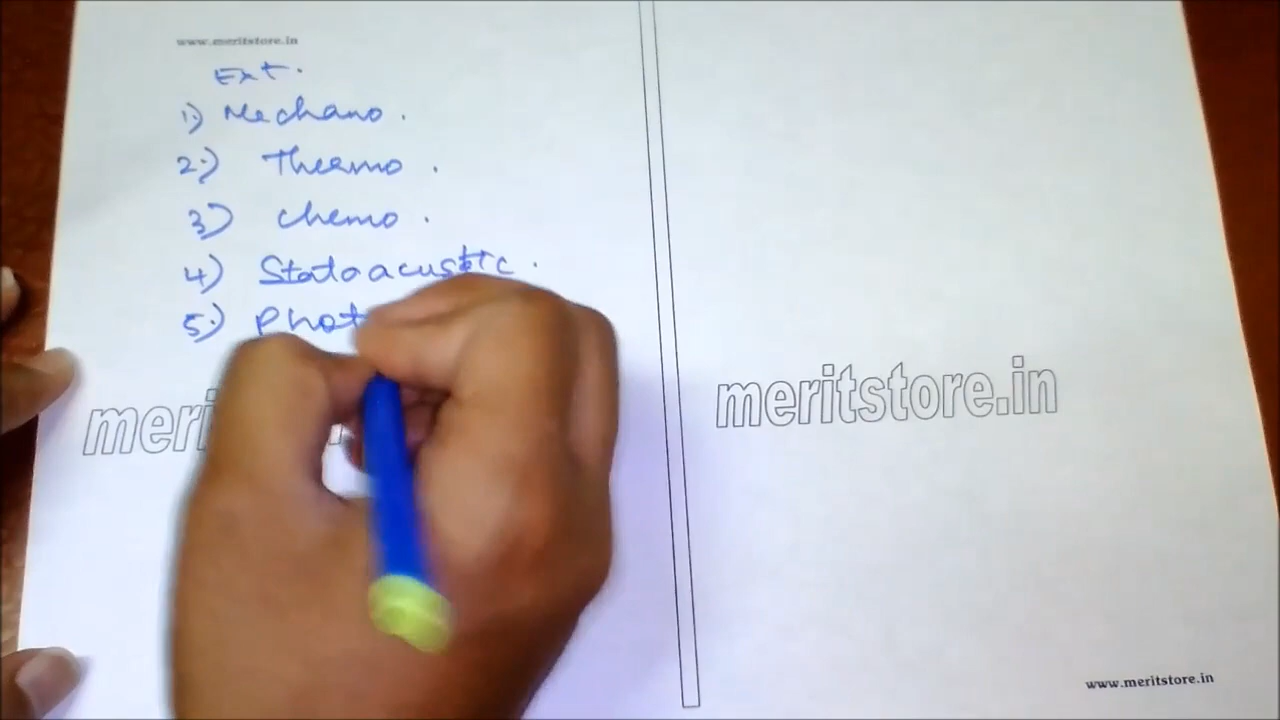 www.meritstore.in
Ext.
1.) Mechano.
2.) Thermo.
3) chemo.
4) Statoacustic.
5.) Phot
meritstore.in
www.meritstore.in